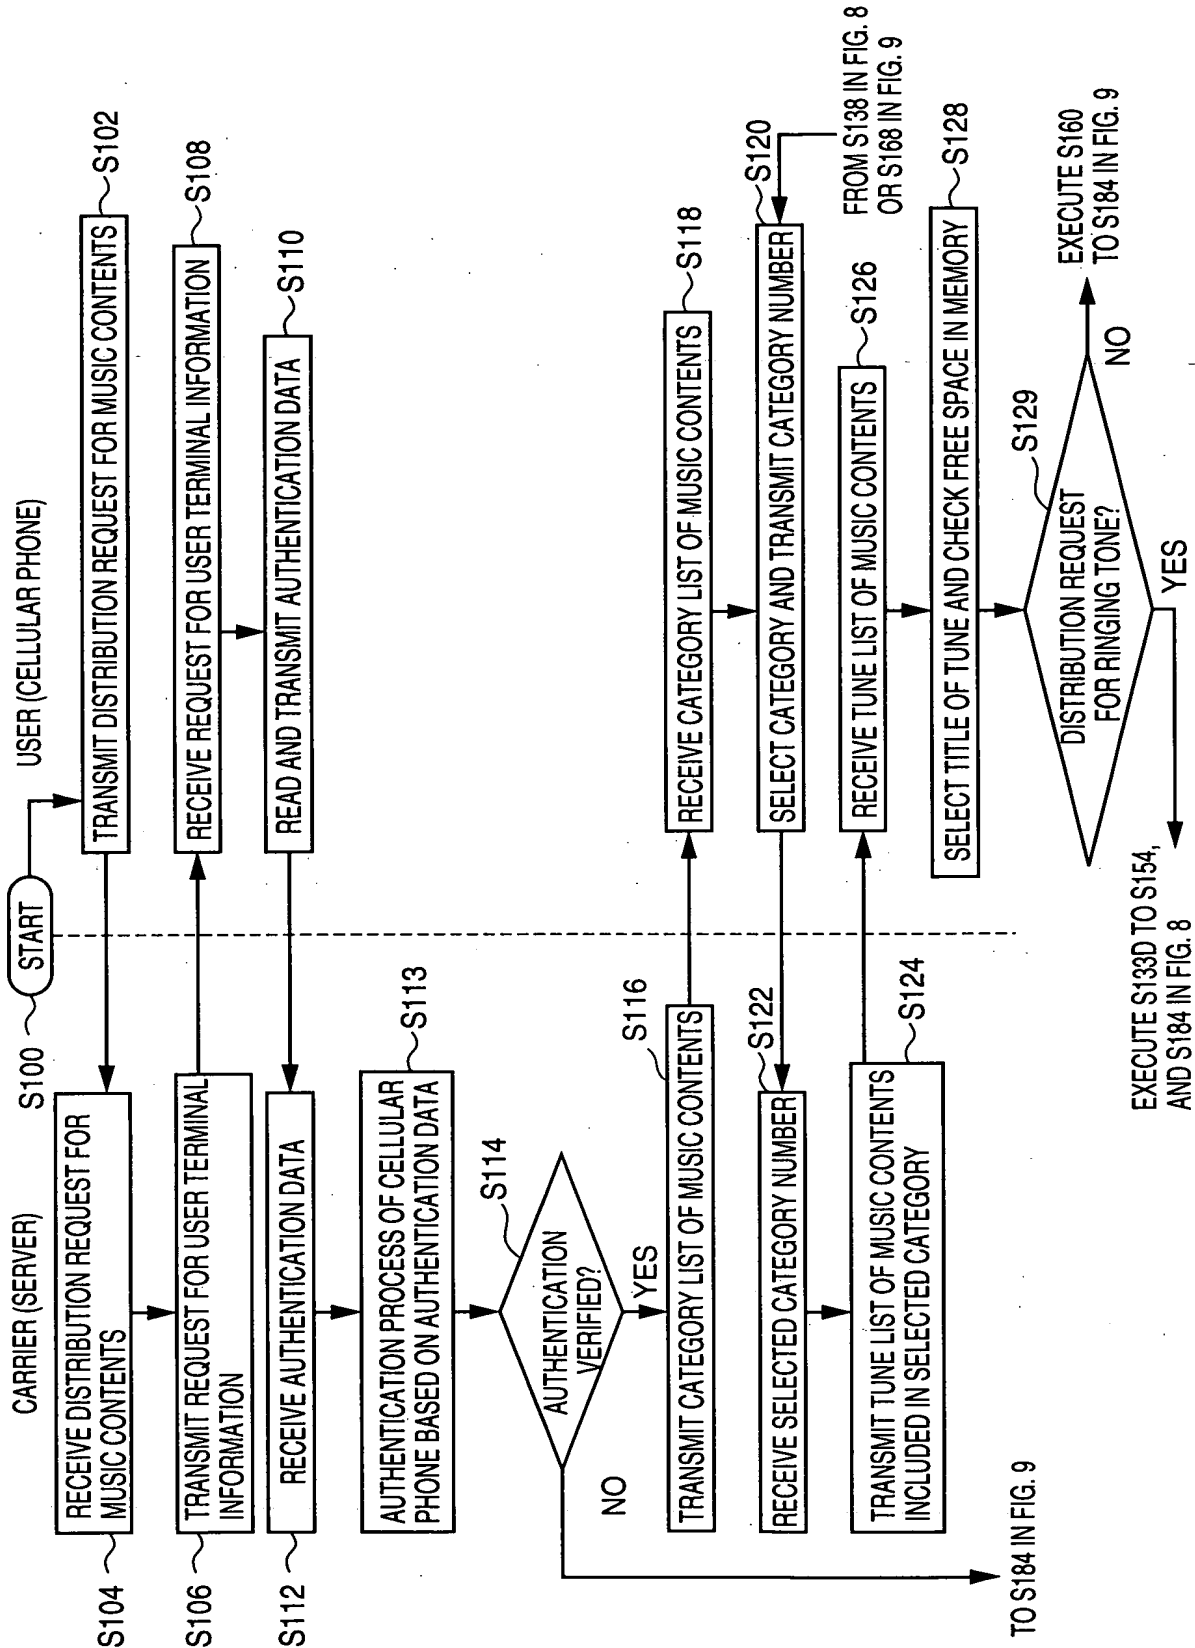 CARRIER (SERVER)
USER (CELLULAR PHONE)
S100
START
TRANSMIT DISTRIBUTION REQUEST FOR MUSIC CONTENTS
S102
S104
RECEIVE DISTRIBUTION REQUEST FOR
MUSIC CONTENTS
S106
TRANSMIT REQUEST FOR USER TERMINAL
INFORMATION
RECEIVE REQUEST FOR USER TERMINAL INFORMATION
S108
READ AND TRANSMIT AUTHENTICATION DATA
S110
S112
RECEIVE AUTHENTICATION DATA
AUTHENTICATION PROCESS OF CELLULAR
PHONE BASED ON AUTHENTICATION DATA
S113
AUTHENTICATION
VERIFIED?
S114
NO
YES
TRANSMIT CATEGORY LIST OF MUSIC CONTENTS
S116
RECEIVE CATEGORY LIST OF MUSIC CONTENTS
S118
SELECT CATEGORY AND TRANSMIT CATEGORY NUMBER
S120
FROM S138 IN FIG. 8
OR S168 IN FIG. 9
RECEIVE SELECTED CATEGORY NUMBER
S122
TRANSMIT TUNE LIST OF MUSIC CONTENTS
INCLUDED IN SELECTED CATEGORY
S124
RECEIVE TUNE LIST OF MUSIC CONTENTS
S126
SELECT TITLE OF TUNE AND CHECK FREE SPACE IN MEMORY
S128
DISTRIBUTION REQUEST
FOR RINGING TONE?
S129
NO
EXECUTE S160
TO S184 IN FIG. 9
YES
EXECUTE S133D TO S154,
AND S184 IN FIG. 8
TO S184 IN FIG. 9